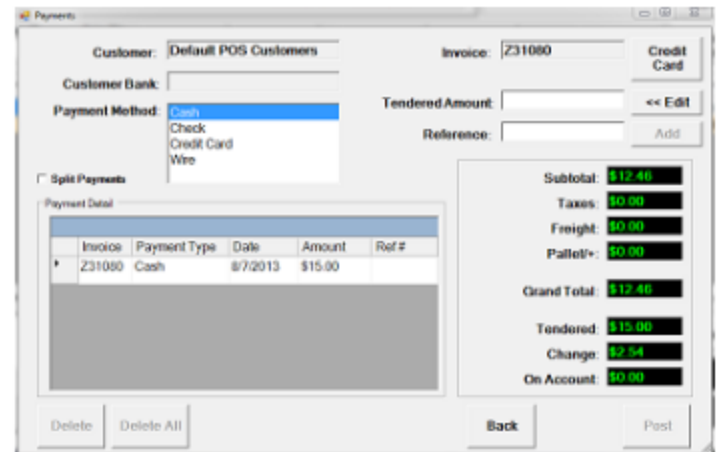 Payments
Customer: Default POS Customers Invoice: Z31080 Credit Card
Customer Bank:
Payment Method: Cash Tendered Amount: << Edit
Check
Credit Card
Wire
Reference: Add
Split Payments
Payment Detail
Invoice Payment Type Date Amount Ref #
Z31080 Cash 8/7/2013 $15.00
Subtotal: $12.46
Taxes: $0.00
Freight: $0.00
Pallet/+: $0.00
Grand Total: $12.46
Tendered: $15.00
Change: $2.54
On Account: $0.00
Delete Delete All Back Post